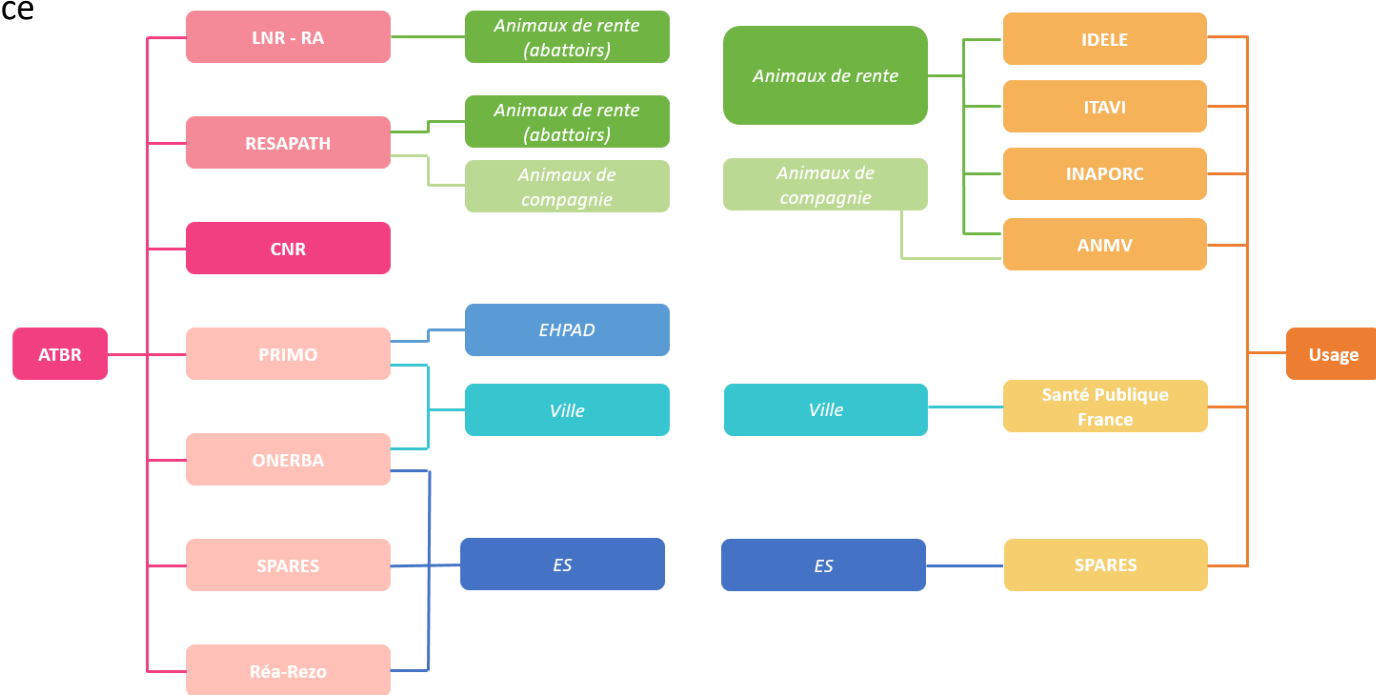 ce
LNR - RA
Animaux de rente
(abattoirs)
RESAPATH
Animaux de rente
(abattoirs)
Animaux de
compagnie
CNR
ATBR
PRIMO
EHPAD
Ville
ONERBA
SPARES
ES
Réa-Rezo
Animaux de rente
IDELE
ITAVI
Animaux de
compagnie
INAPORC
ANMV
Usage
Ville
Santé Publique
France
ES
SPARES